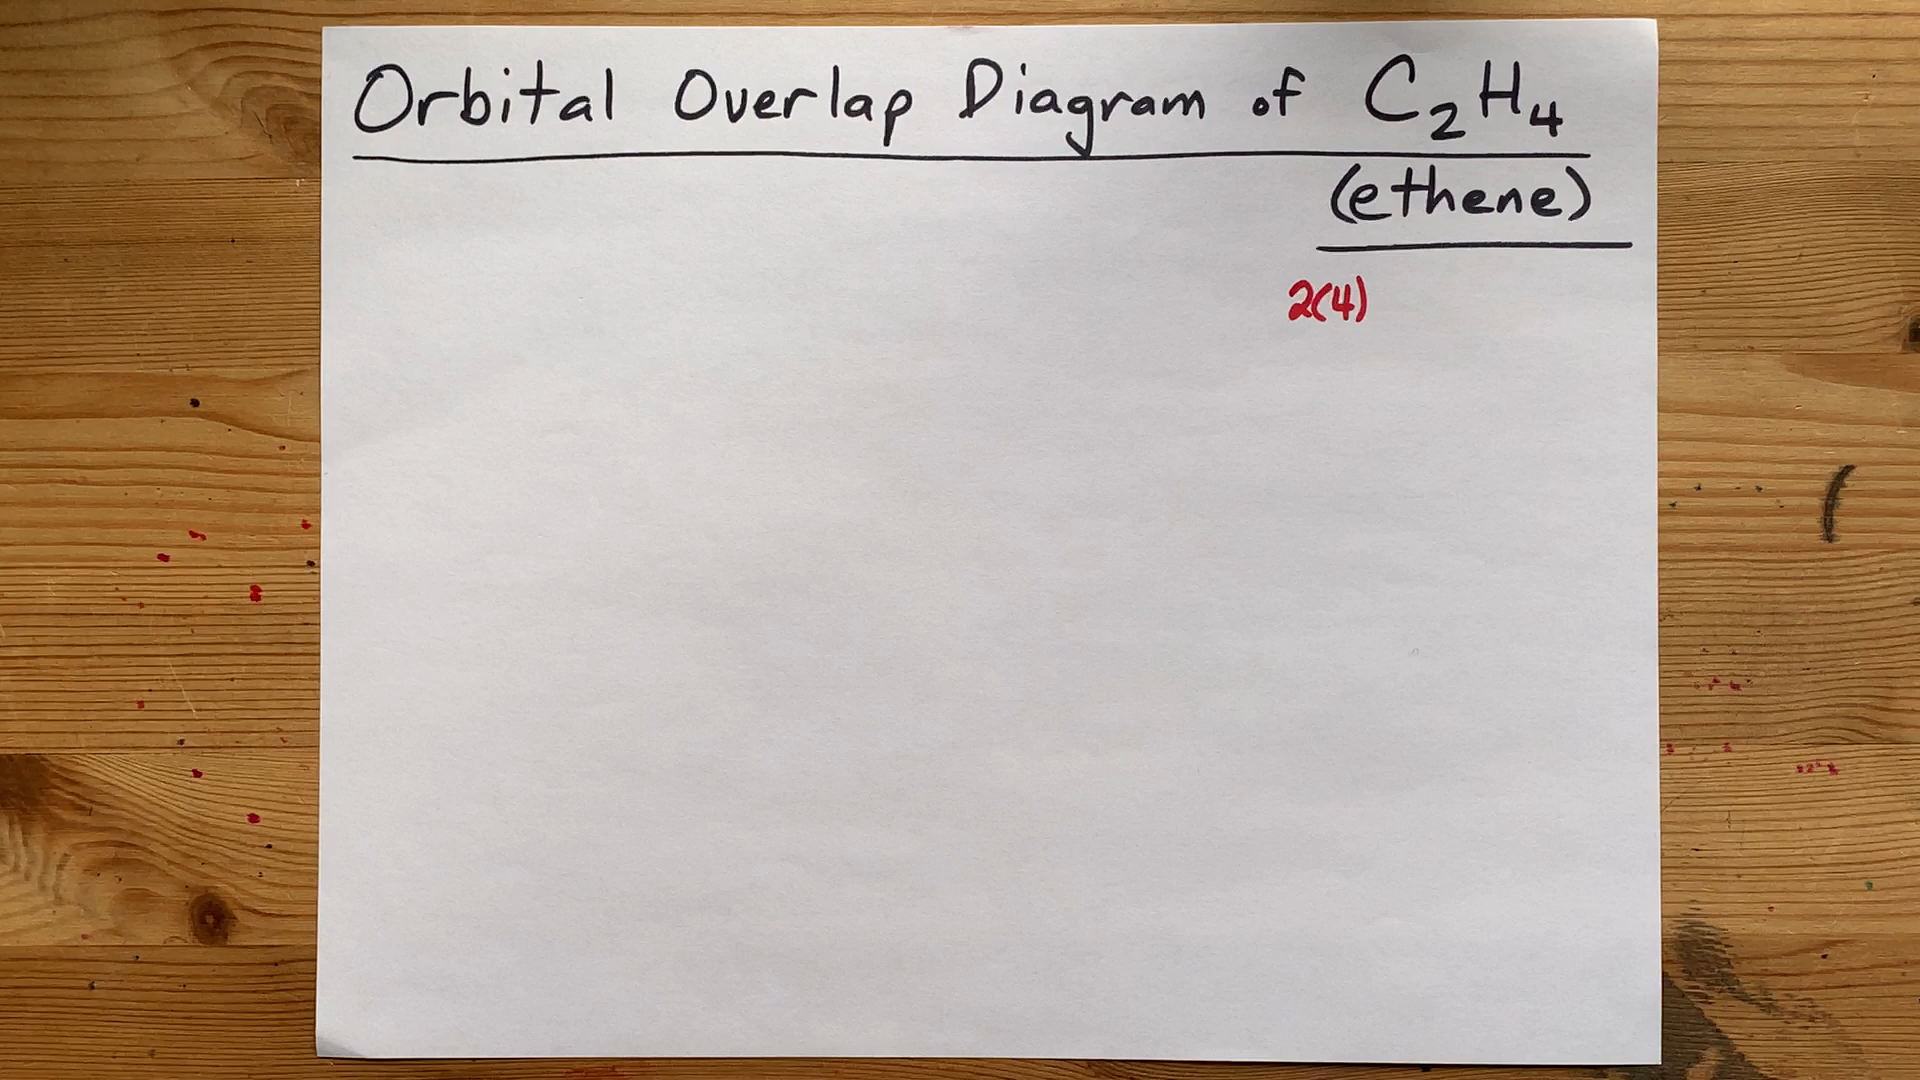 Orbital Overlap Diagram of C₂H₄
(ethene)
2(4)